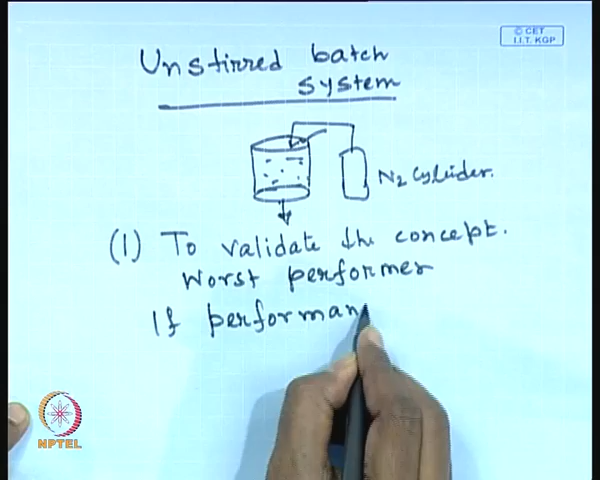 © CET
I.I.T. KGP
Unstirred batch
system
N2 Cylinder.
(1) To validate the concept.
Worst performer
If performan
NPTEL